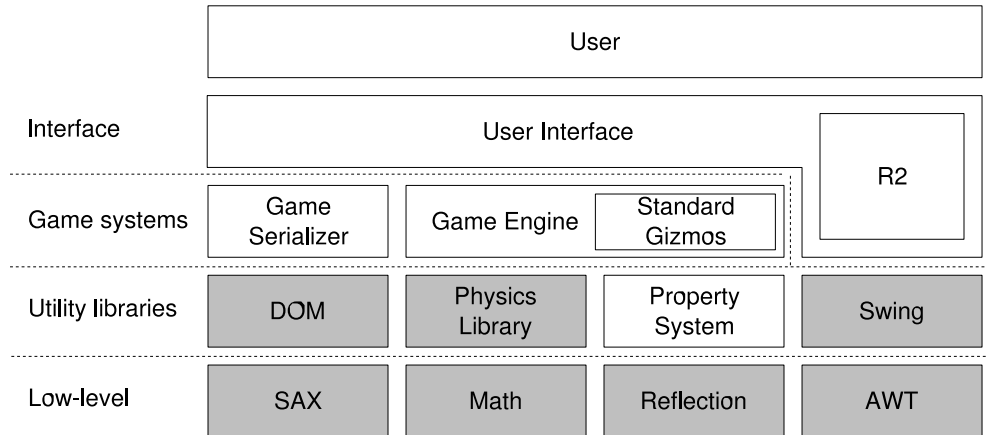 User
Interface
User Interface
R2
Game systems
Game
Serializer
Game Engine
Standard
Gizmos
Utility libraries
DOM
Physics
Library
Property
System
Swing
Low-level
SAX
Math
Reflection
AWT